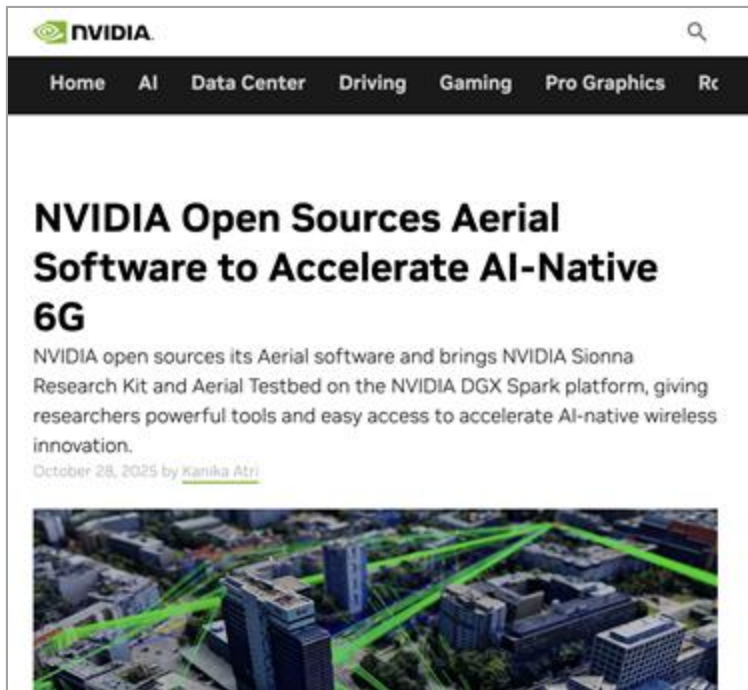 NVIDIA.
Home AI Data Center Driving Gaming Pro Graphics
NVIDIA Open Sources Aerial
Software to Accelerate AI-Native
6G
NVIDIA open sources its Aerial software and brings NVIDIA Sionna
Research Kit and Aerial Testbed on the NVIDIA DGX Spark platform, giving
researchers powerful tools and easy access to accelerate AI-native wireless
innovation.
October 28, 2025 by Kanika Atri